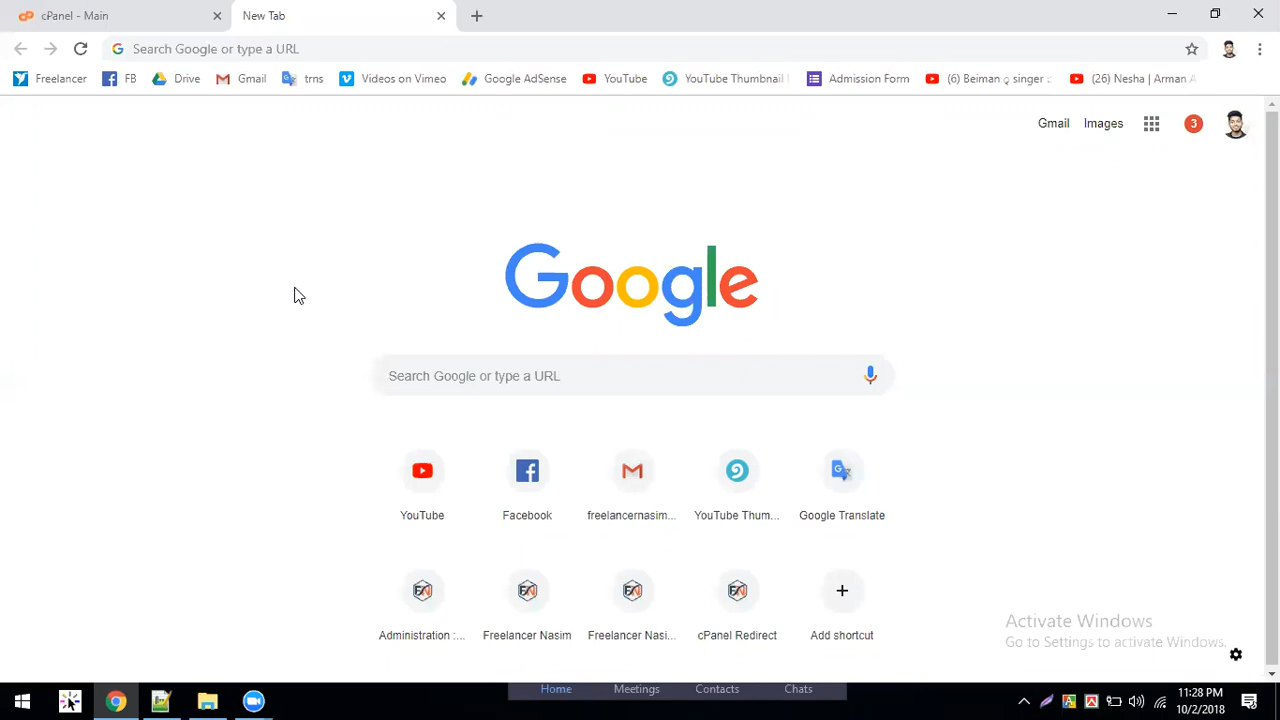 cPanel - Main
New Tab
Search Google or type a URL
Freelancer FB Drive Gmail trns Videos on Vimeo Google AdSense YouTube YouTube Thumbnail Admission Form (6) Beiman singer (26) Nesha | Arman
Gmail Images 3
Google
Search Google or type a URL
YouTube Facebook freelancernasim... YouTube Thum... Google Translate
Administration :... Freelancer Nasim Freelancer Nasi... cPanel Redirect Add shortcut
Activate Windows
Go to Settings to activate Windows.
Home Meetings Contacts Chats
11:28 PM
10/2/2018